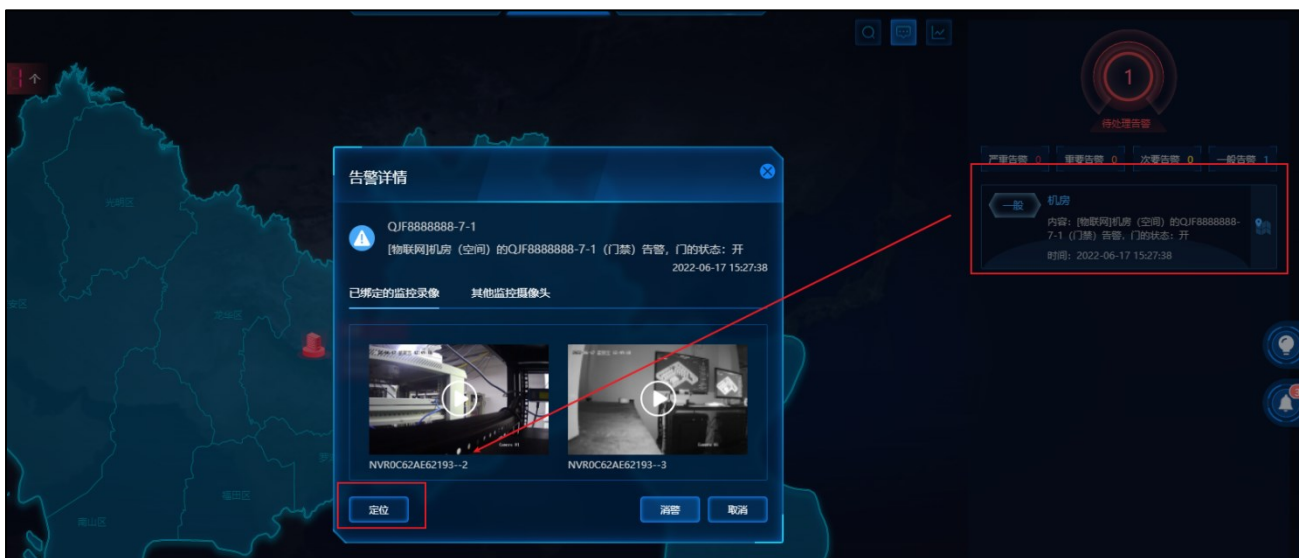 1个
1
待处理告警
严重告警 0 重要告警 0 次要告警 0 一般告警 1
一般
机房
内容：[物联网]机房（空间）的QJF8888888-
7-1（门禁）告警，门的状态：开
时间：2022-06-17 15:27:38
告警详情
QJF8888888-7-1
[物联网]机房（空间）的QJF8888888-7-1（门禁）告警，门的状态：开
2022-06-17 15:27:38
已绑定的监控录像 其他监控摄像头
NVR0C62AE62193--2 NVR0C62AE62193--3
定位 消警 取消
光明区
龙华区
福田区
南山区